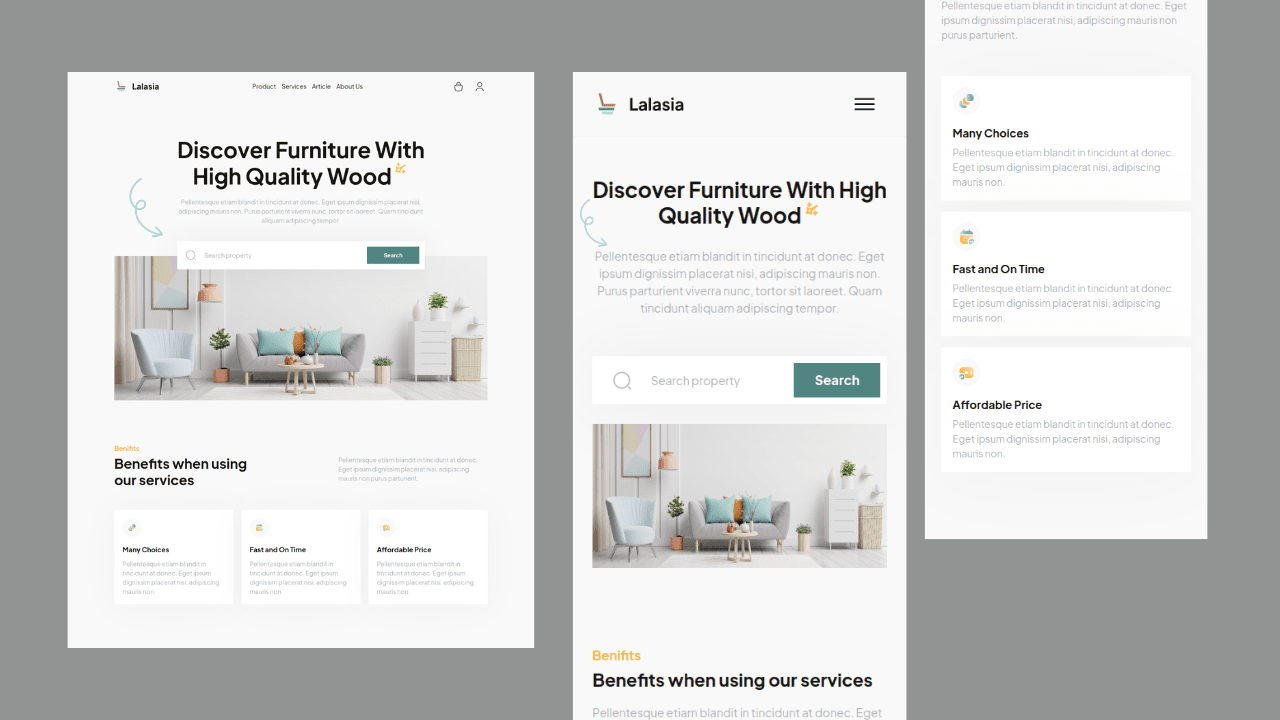 Lalasia
Product Services Article About Us
Discover Furniture With
High Quality Wood
Pellentesque etiam blandit in tincidunt at donec. Eget ipsum dignissim placerat nisi,
adipiscing mauris non. Purus parturient viverra nunc, tortor sit laoreet. Quam tincidunt
aliquam adipiscing tempor.
Search property
Search
Benifits
Benefits when using
our services
Pellentesque etiam blandit in tincidunt at donec.
Eget ipsum dignissim placerat nisi, adipiscing
mauris non purus parturient.
Many Choices
Pellentesque etiam blandit in
tincidunt at donec. Eget ipsum
dignissim placerat nisi, adipiscing
mauris non.
Fast and On Time
Pellentesque etiam blandit in
tincidunt at donec. Eget ipsum
dignissim placerat nisi, adipiscing
mauris non.
Affordable Price
Pellentesque etiam blandit in
tincidunt at donec. Eget ipsum
dignissim placerat nisi, adipiscing
mauris non.
Lalasia
Discover Furniture With High
Quality Wood
Pellentesque etiam blandit in tincidunt at donec. Eget
ipsum dignissim placerat nisi, adipiscing mauris non.
Purus parturient viverra nunc, tortor sit laoreet. Quam
tincidunt aliquam adipiscing tempor.
Search property
Search
Benifits
Benefits when using our services
Pellentesque etiam blandit in tincidunt at donec. Eget
Pellentesque etiam blandit in tincidunt at donec. Eget
ipsum dignissim placerat nisi, adipiscing mauris non
purus parturient.
Many Choices
Pellentesque etiam blandit in tincidunt at donec.
Eget ipsum dignissim placerat nisi, adipiscing
mauris non.
Fast and On Time
Pellentesque etiam blandit in tincidunt at donec.
Eget ipsum dignissim placerat nisi, adipiscing
mauris non.
Affordable Price
Pellentesque etiam blandit in tincidunt at donec.
Eget ipsum dignissim placerat nisi, adipiscing
mauris non.